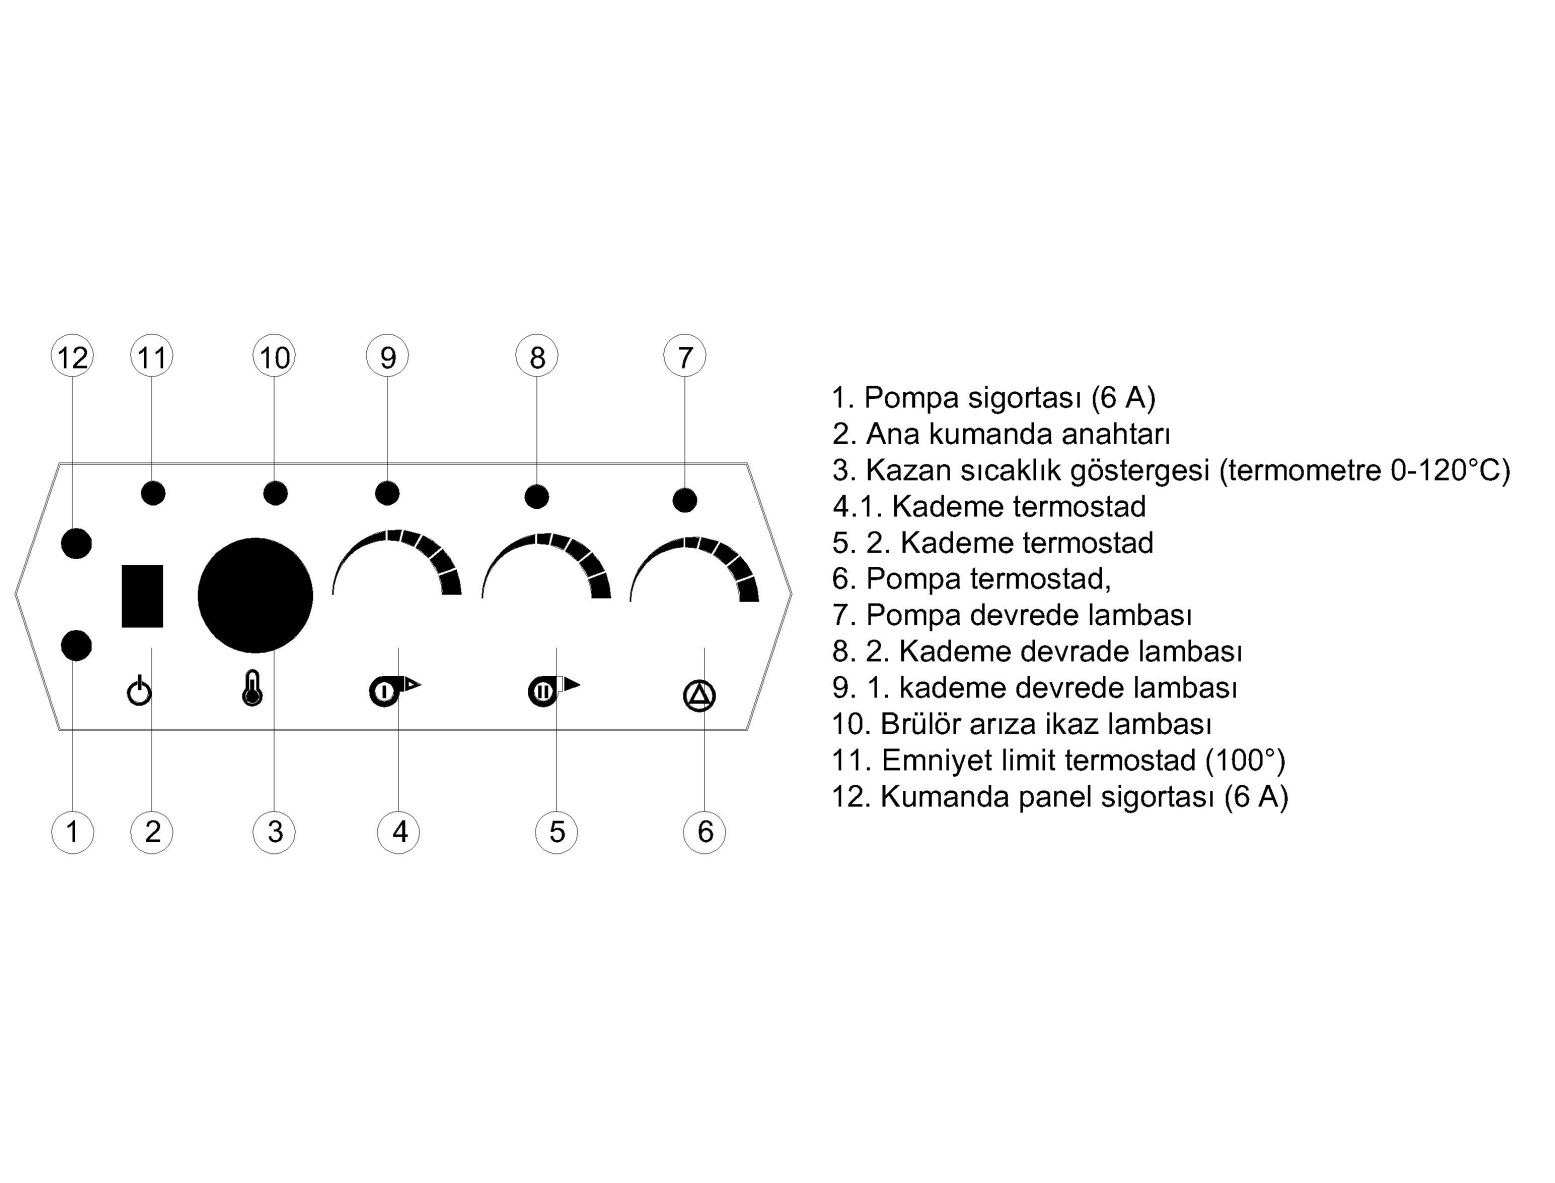 12 11 10 9 8 7
1 2 3 4 5 6
1. Pompa sigortası (6 A)
2. Ana kumanda anahtarı
3. Kazan sıcaklık göstergesi (termometre 0-120°C)
4.1. Kademe termostad
5. 2. Kademe termostad
6. Pompa termostad,
7. Pompa devrede lambası
8. 2. Kademe devrade lambası
9. 1. kademe devrede lambası
10. Brülör arıza ikaz lambası
11. Emniyet limit termostad (100°)
12. Kumanda panel sigortası (6 A)